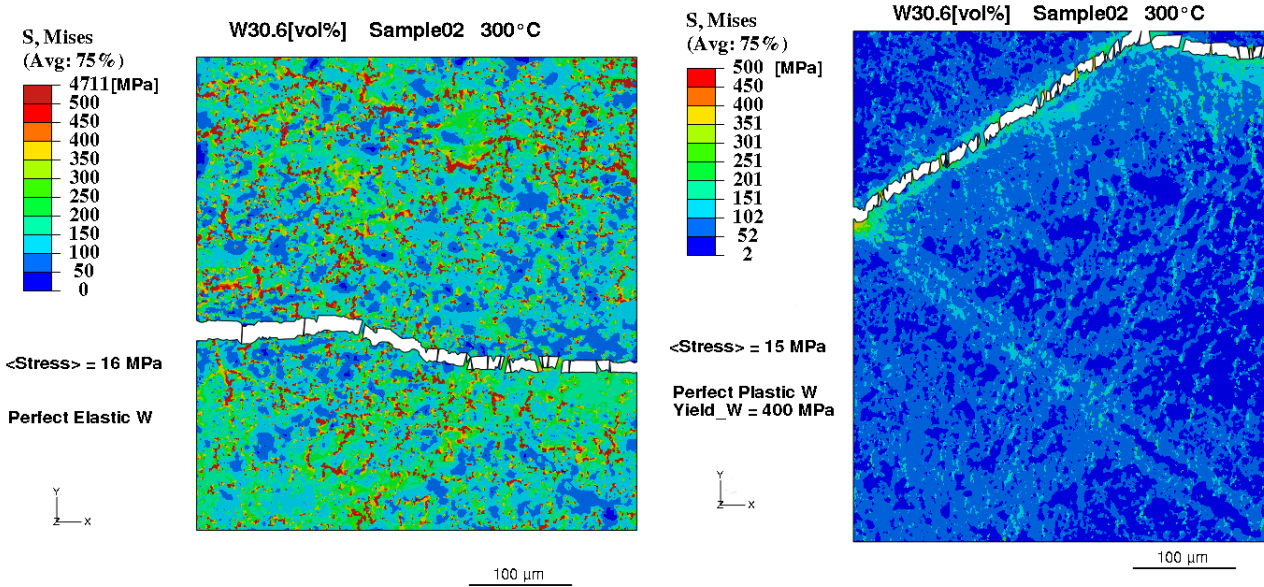 W30.6[vol%] Sample02 300°C
S, Mises
(Avg: 75%)
4711[MPa]
500
450
400
350
300
250
200
150
100
50
0
<Stress> = 16 MPa
Perfect Elastic W
Y
Z X
100 μm
W30.6[vol%] Sample02 300°C
S, Mises
(Avg: 75%)
500 [MPa]
450
400
351
301
251
201
151
102
52
2
<Stress> = 15 MPa
Perfect Plastic W
Yield_W = 400 MPa
Y
Z X
100 μm